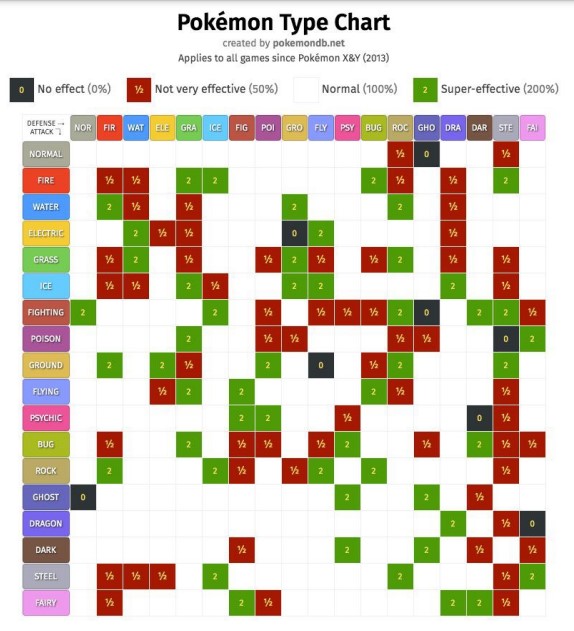 Pokémon Type Chart
created by pokemondb.net
Applies to all games since Pokémon X&Y (2013)
0 No effect (0%) ½ Not very effective (50%) Normal (100%) 2 Super-effective (200%)
DEFENSE → ATTACK ⤵ NOR FIR WAT ELE GRA ICE FIG POI GRO FLY PSY BUG ROC GHO DRA DAR STE FAI
NORMAL ½ 0 ½
FIRE ½ ½ 2 2 2 ½ ½ 2
WATER 2 ½ ½ 2 2 ½
ELECTRIC 2 ½ ½ 0 2 ½
GRASS ½ 2 ½ ½ 2 ½ ½ 2 ½ ½
ICE ½ ½ 2 ½ 2 2 2 ½
FIGHTING 2 2 ½ ½ ½ ½ 2 0 2 2 ½
POISON 2 ½ ½ ½ ½ 0 2
GROUND 2 2 ½ 2 0 ½ 2 2
FLYING ½ 2 2 2 ½ ½
PSYCHIC 2 2 ½ 0 ½
BUG ½ 2 ½ ½ ½ 2 ½ 2 ½ ½
ROCK 2 2 ½ ½ 2 2 ½
GHOST 0 2 2 ½
DRAGON 2 ½ 0
DARK ½ 2 2 ½ ½
STEEL ½ ½ ½ 2 2 ½ 2
FAIRY ½ 2 ½ 2 2 ½